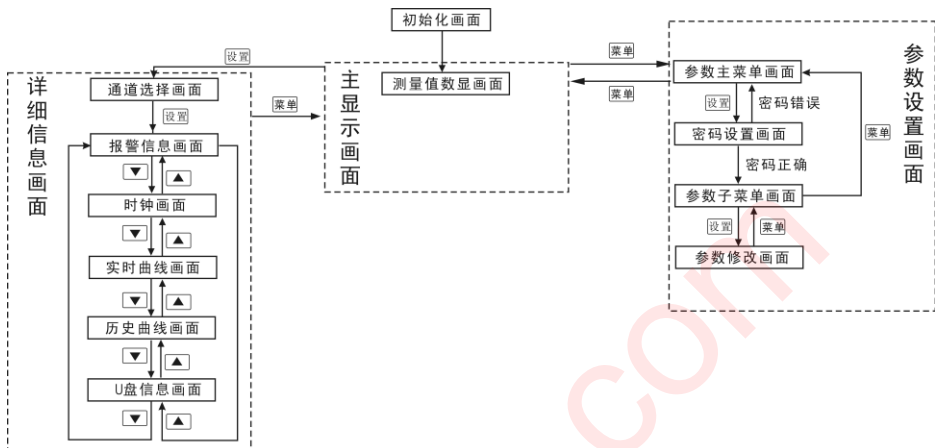 初始化画面
测量值数显画面
主显示画面
设置
菜单
菜单
菜单
详细信息画面
通道选择画面
设置
报警信息画面
时钟画面
实时曲线画面
历史曲线画面
U盘信息画面
参数设置画面
参数主菜单画面
设置
密码错误
密码设置画面
菜单
密码正确
参数子菜单画面
设置
菜单
参数修改画面
com